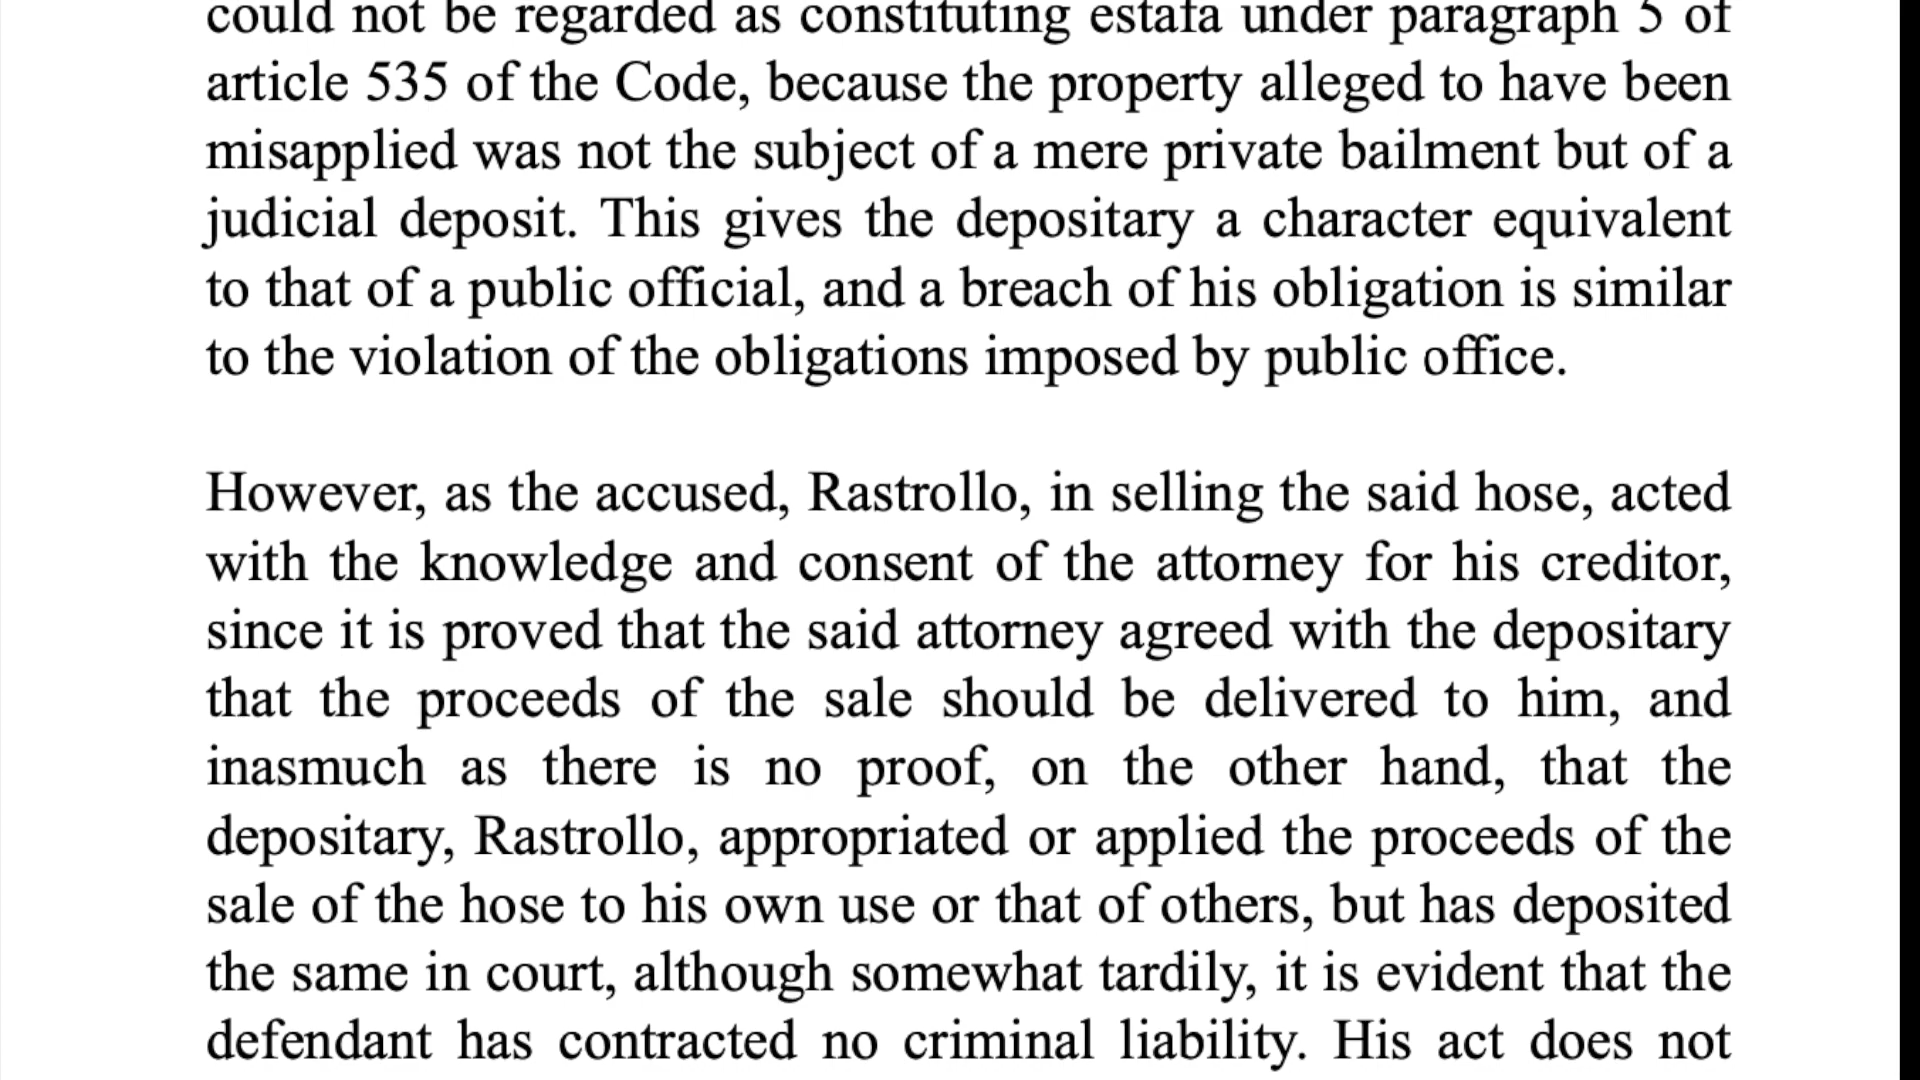 could not be regarded as constituting estafa under paragraph 5 of
article 535 of the Code, because the property alleged to have been
misapplied was not the subject of a mere private bailment but of a
judicial deposit. This gives the depositary a character equivalent
to that of a public official, and a breach of his obligation is similar
to the violation of the obligations imposed by public office.
However, as the accused, Rastrollo, in selling the said hose, acted
with the knowledge and consent of the attorney for his creditor,
since it is proved that the said attorney agreed with the depositary
that the proceeds of the sale should be delivered to him, and
inasmuch as there is no proof, on the other hand, that the
depositary, Rastrollo, appropriated or applied the proceeds of the
sale of the hose to his own use or that of others, but has deposited
the same in court, although somewhat tardily, it is evident that the
defendant has contracted no criminal liability. His act does not